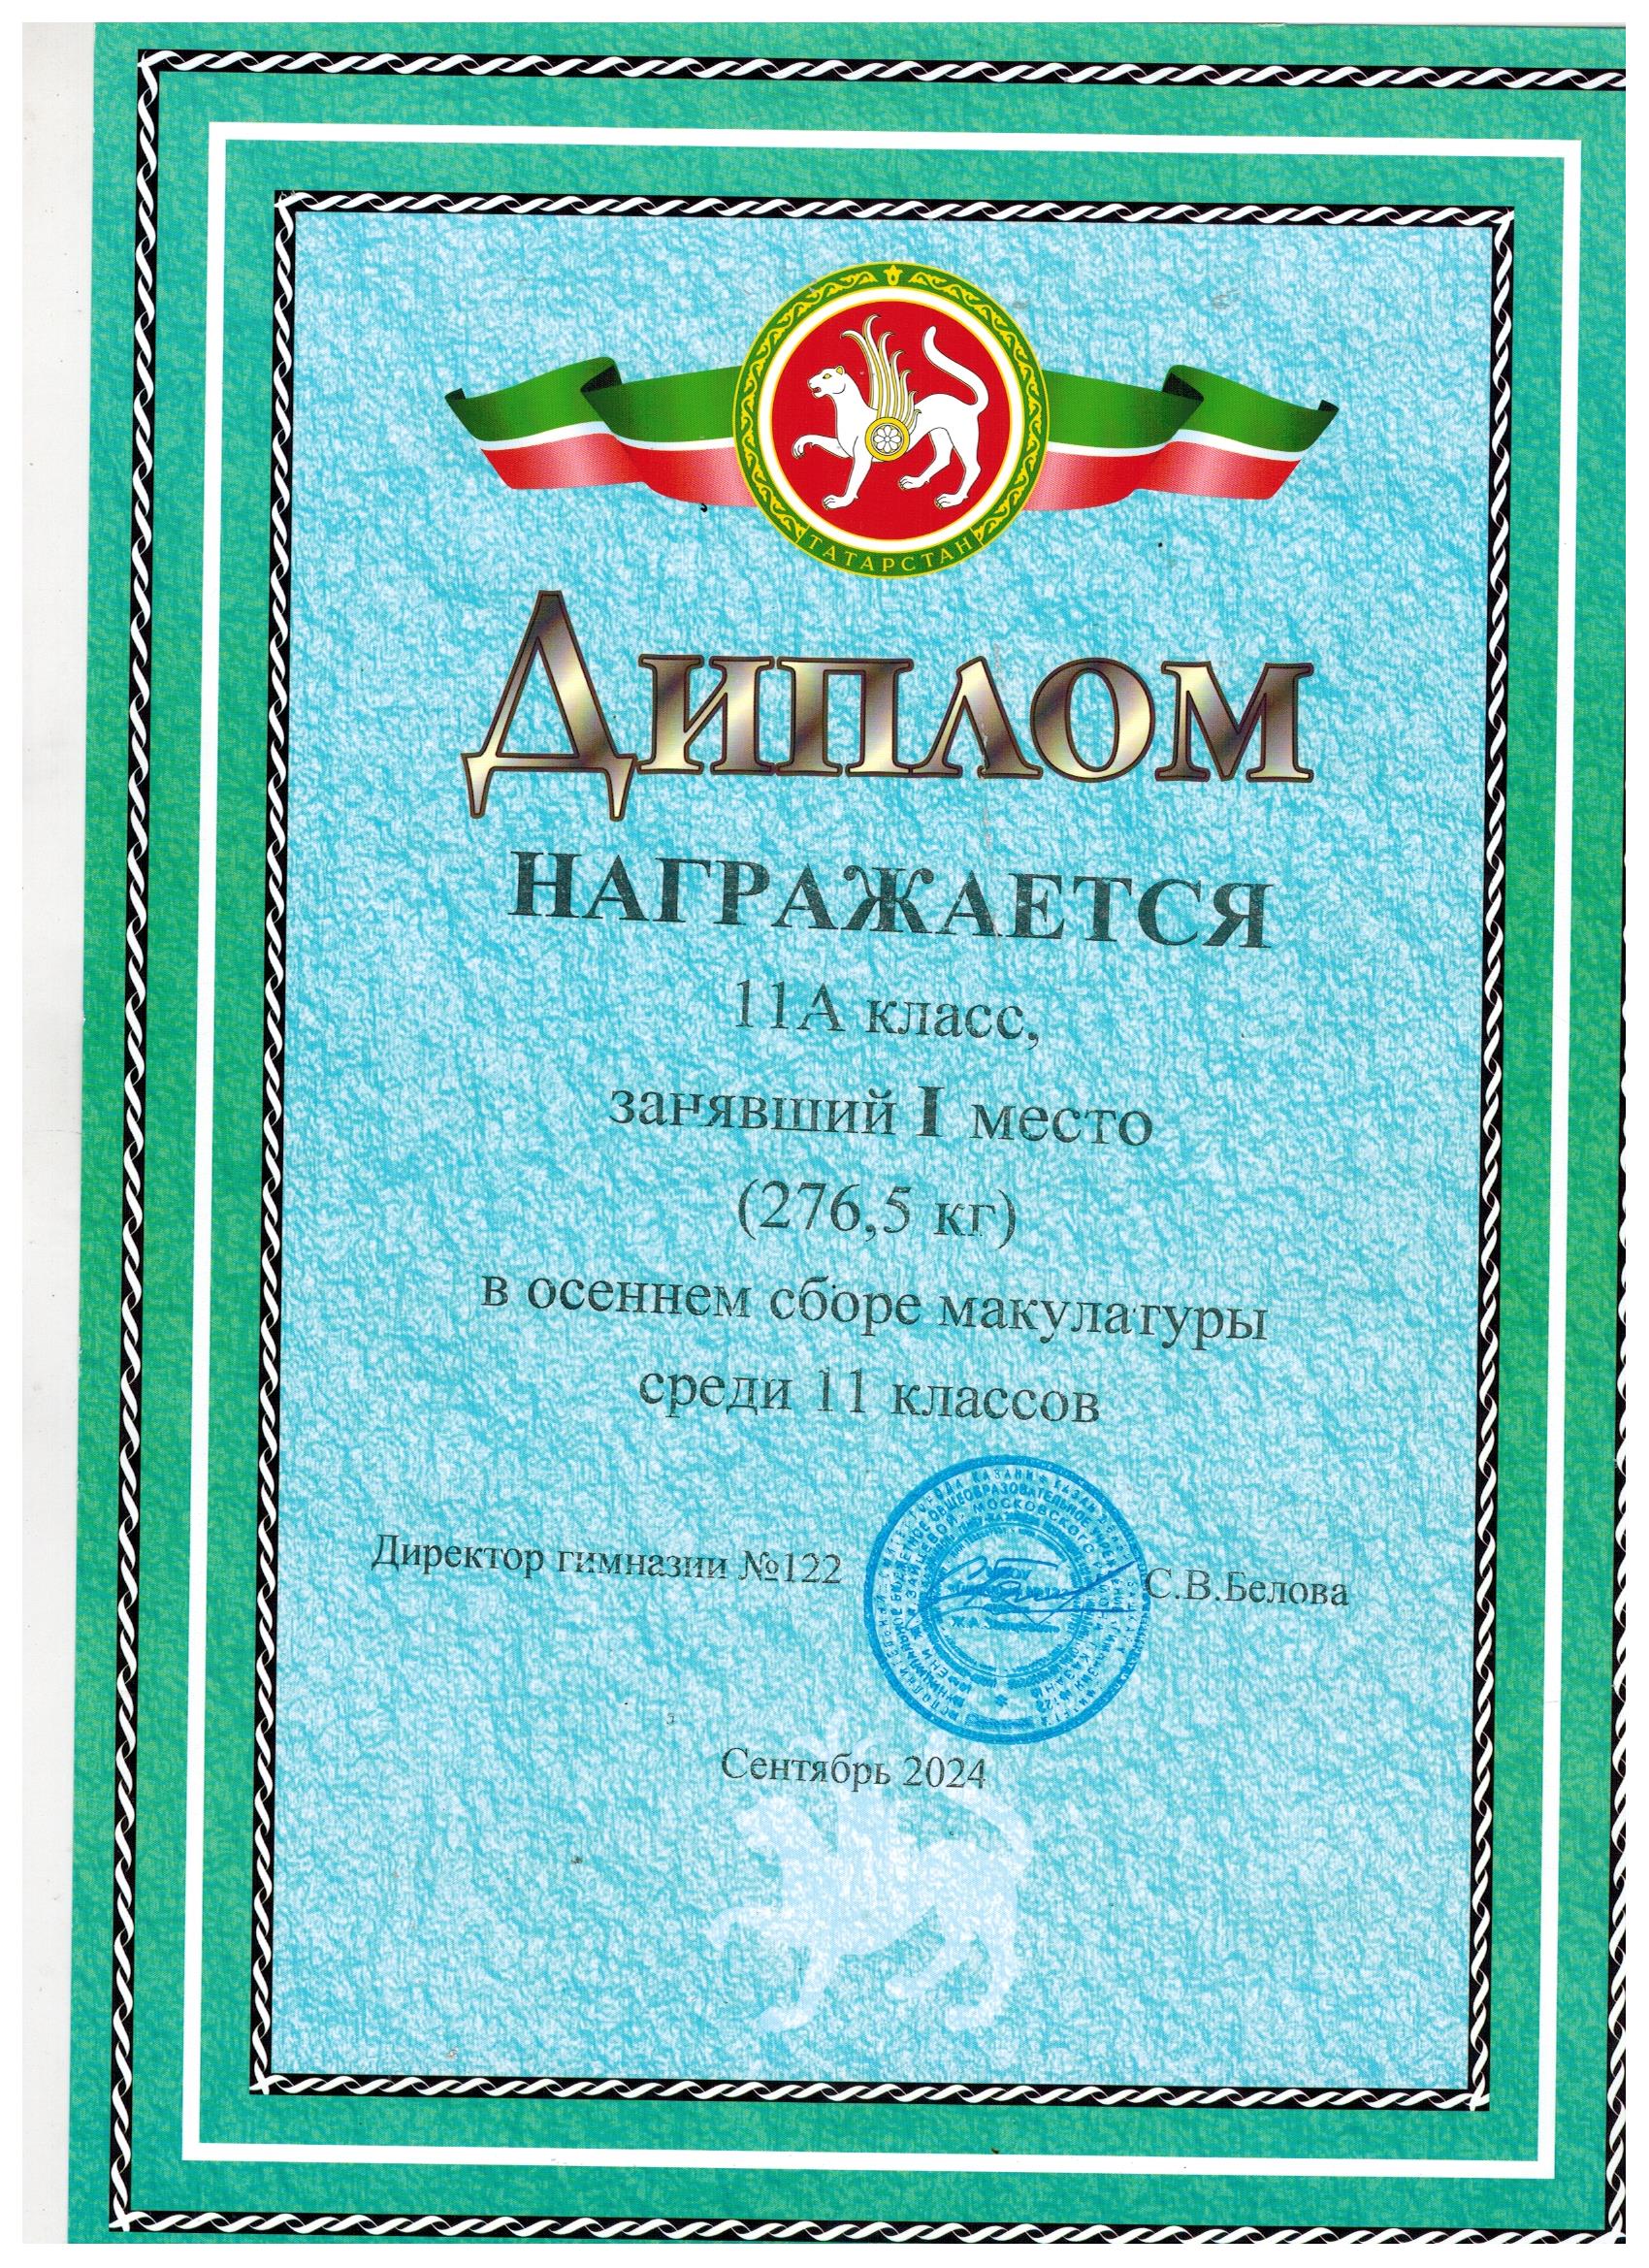 ТАТАРСТАН
ДИПЛОМ
НАГРАЖАЕТСЯ
11А класс,
занявший I место
(276,5 кг)
в осеннем сборе макулатуры
среди 11 классов
Директор гимназии №122
С.В.Белова
Сентябрь 2024